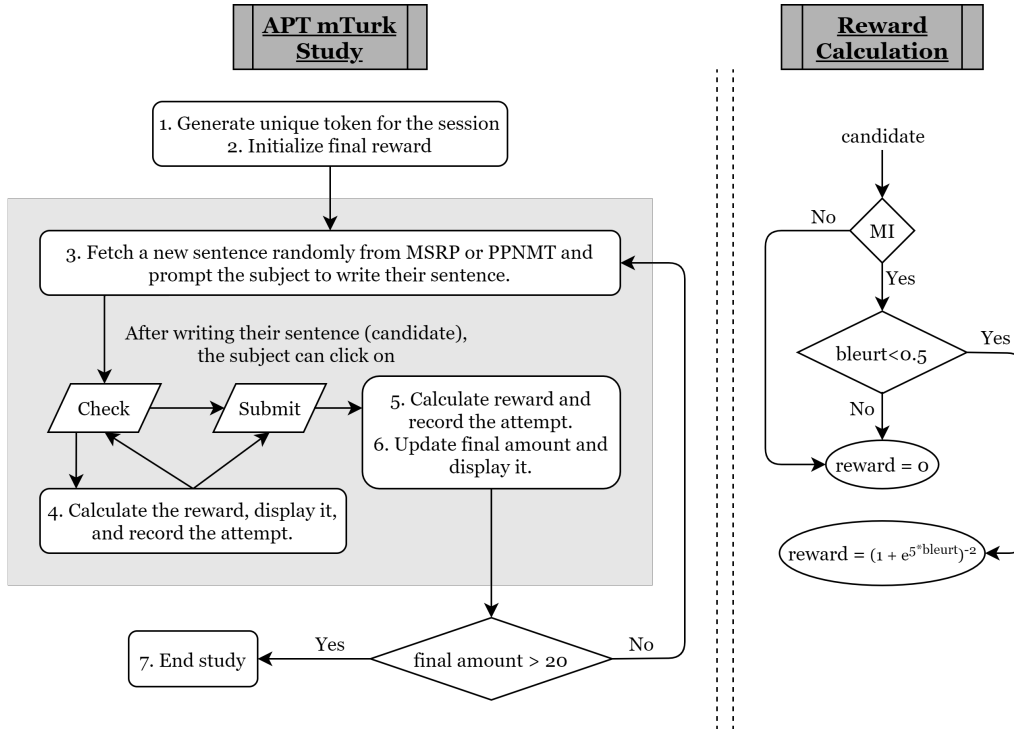 APT mTurk
Study
Reward
Calculation
1. Generate unique token for the session
2. Initialize final reward
3. Fetch a new sentence randomly from MSRP or PPNMT and
prompt the subject to write their sentence.
After writing their sentence (candidate),
the subject can click on
Check
Submit
5. Calculate reward and
record the attempt.
6. Update final amount and
display it.
4. Calculate the reward, display it,
and record the attempt.
final amount > 20
Yes
No
7. End study
candidate
MI
No
Yes
bleurt<0.5
Yes
No
reward = 0
reward = (1 + e^5*bleurt)^-2